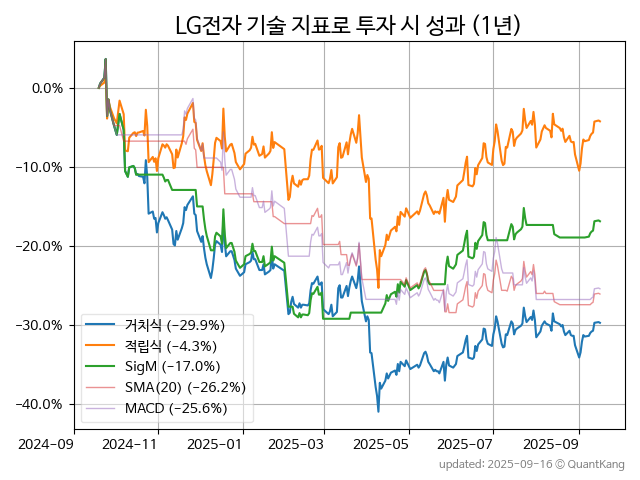 LG전자 기술 지표로 투자 시 성과 (1년)
0.0%
−10.0%
−20.0%
−30.0%
−40.0%
거치식 (−29.9%)
적립식 (−4.3%)
SigM (−17.0%)
SMA(20) (−26.2%)
MACD (−25.6%)
2024-09
2024-11
2025-01
2025-03
2025-05
2025-07
2025-09
updated: 2025-09-16 © QuantKang